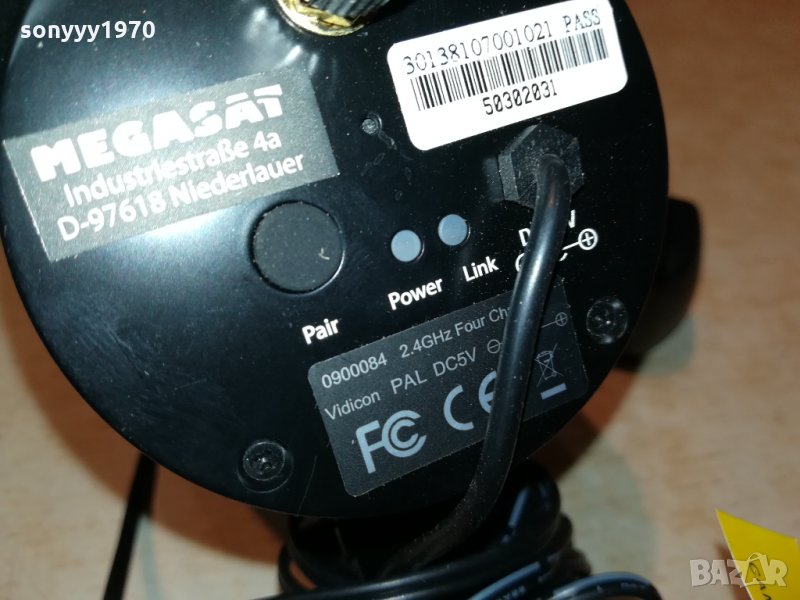 sonyyy1970
30138107001021 PASS
50302031
MEGASAT
Industriestraße 4a
D-97618 Niederlauer
Pair
Power
Link
0900084 2.4GHz Four
Vidicon PAL DC5V
FC CE
BAZAR